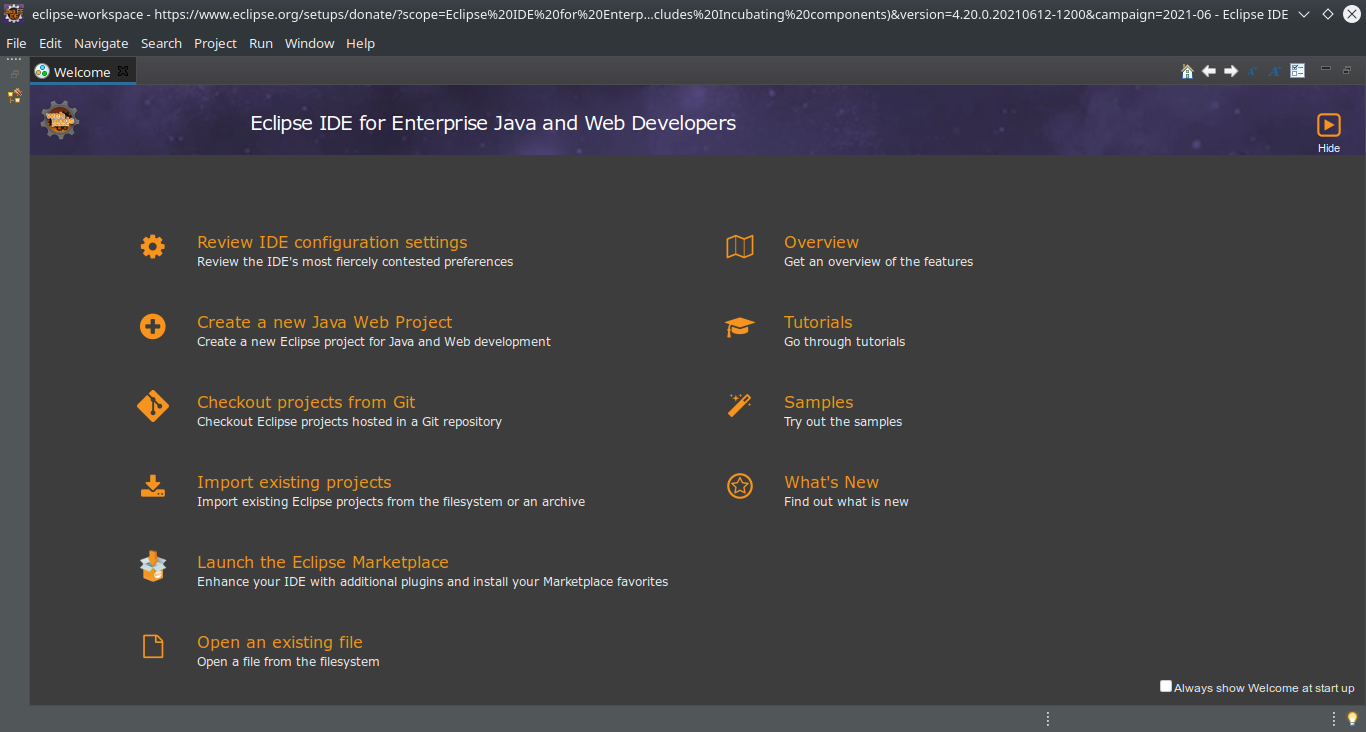 eclipse-workspace - https://www.eclipse.org/setups/donate/?scope=Eclipse%20IDE%20for%20Enterp...cludes%20Incubating%20components)&version=4.20.0.20210612-1200&campaign=2021-06 - Eclipse IDE
File Edit Navigate Search Project Run Window Help
Welcome
Eclipse IDE for Enterprise Java and Web Developers
Hide
Review IDE configuration settings
Review the IDE's most fiercely contested preferences
Create a new Java Web Project
Create a new Eclipse project for Java and Web development
Checkout projects from Git
Checkout Eclipse projects hosted in a Git repository
Import existing projects
Import existing Eclipse projects from the filesystem or an archive
Launch the Eclipse Marketplace
Enhance your IDE with additional plugins and install your Marketplace favorites
Open an existing file
Open a file from the filesystem
Overview
Get an overview of the features
Tutorials
Go through tutorials
Samples
Try out the samples
What's New
Find out what is new
Always show Welcome at start up